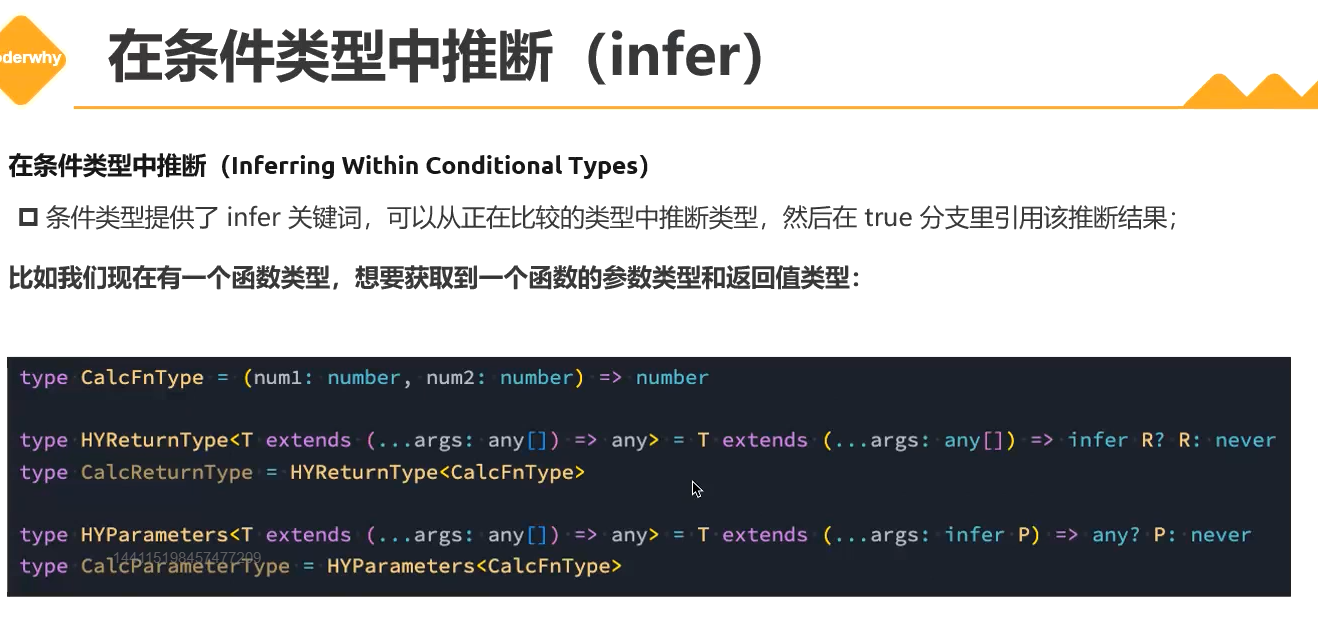 oderwhy
在条件类型中推断（infer）
在条件类型中推断（Inferring Within Conditional Types）
条件类型提供了 infer 关键词，可以从正在比较的类型中推断类型，然后在 true 分支里引用该推断结果；
比如我们现在有一个函数类型，想要获取到一个函数的参数类型和返回值类型：
type CalcFnType = (num1: number, num2: number) => number
type HYReturnType<T extends (...args: any[]) => any> = T extends (...args: any[]) => infer R? R: never
type CalcReturnType = HYReturnType<CalcFnType>
type HYParameters<T extends (...args: any[]) => any> = T extends (...args: infer P) => any? P: never
144115198457477209
type CalcParameterType = HYParameters<CalcFnType>